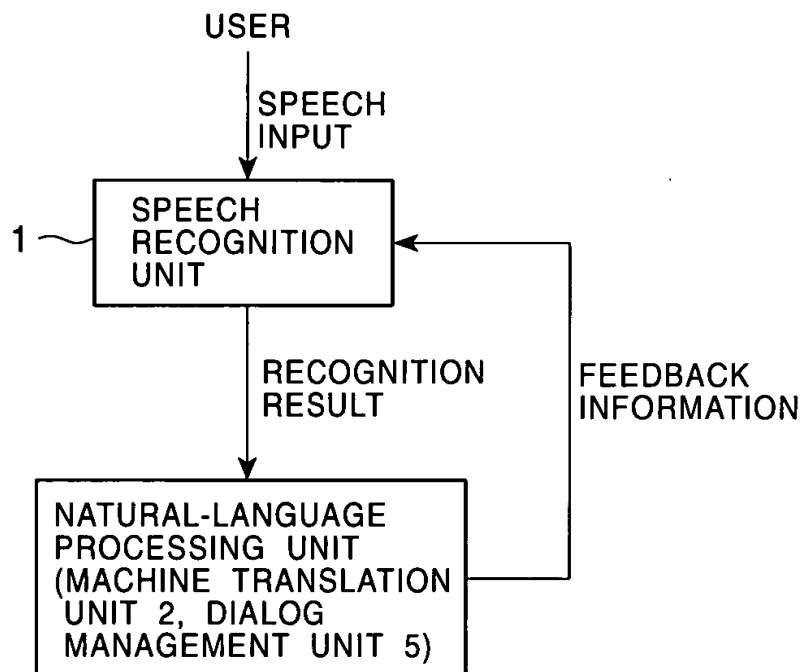 USER
SPEECH
INPUT
1
SPEECH
RECOGNITION
UNIT
RECOGNITION
RESULT
FEEDBACK
INFORMATION
NATURAL-LANGUAGE
PROCESSING UNIT
(MACHINE TRANSLATION
UNIT 2, DIALOG
MANAGEMENT UNIT 5)